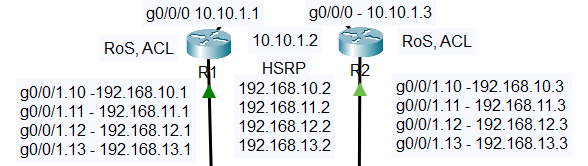 g0/0/0 10.10.1.1
g0/0/0 - 10.10.1.3
RoS, ACL
10.10.1.2
RoS, ACL
R1
HSRP
R2
g0/0/1.10 -192.168.10.1
g0/0/1.11 - 192.168.11.1
g0/0/1.12 - 192.168.12.1
g0/0/1.13 - 192.168.13.1
192.168.10.2
192.168.11.2
192.168.12.2
192.168.13.2
g0/0/1.10 -192.168.10.3
g0/0/1.11 - 192.168.11.3
g0/0/1.12 - 192.168.12.3
g0/0/1.13 - 192.168.13.3